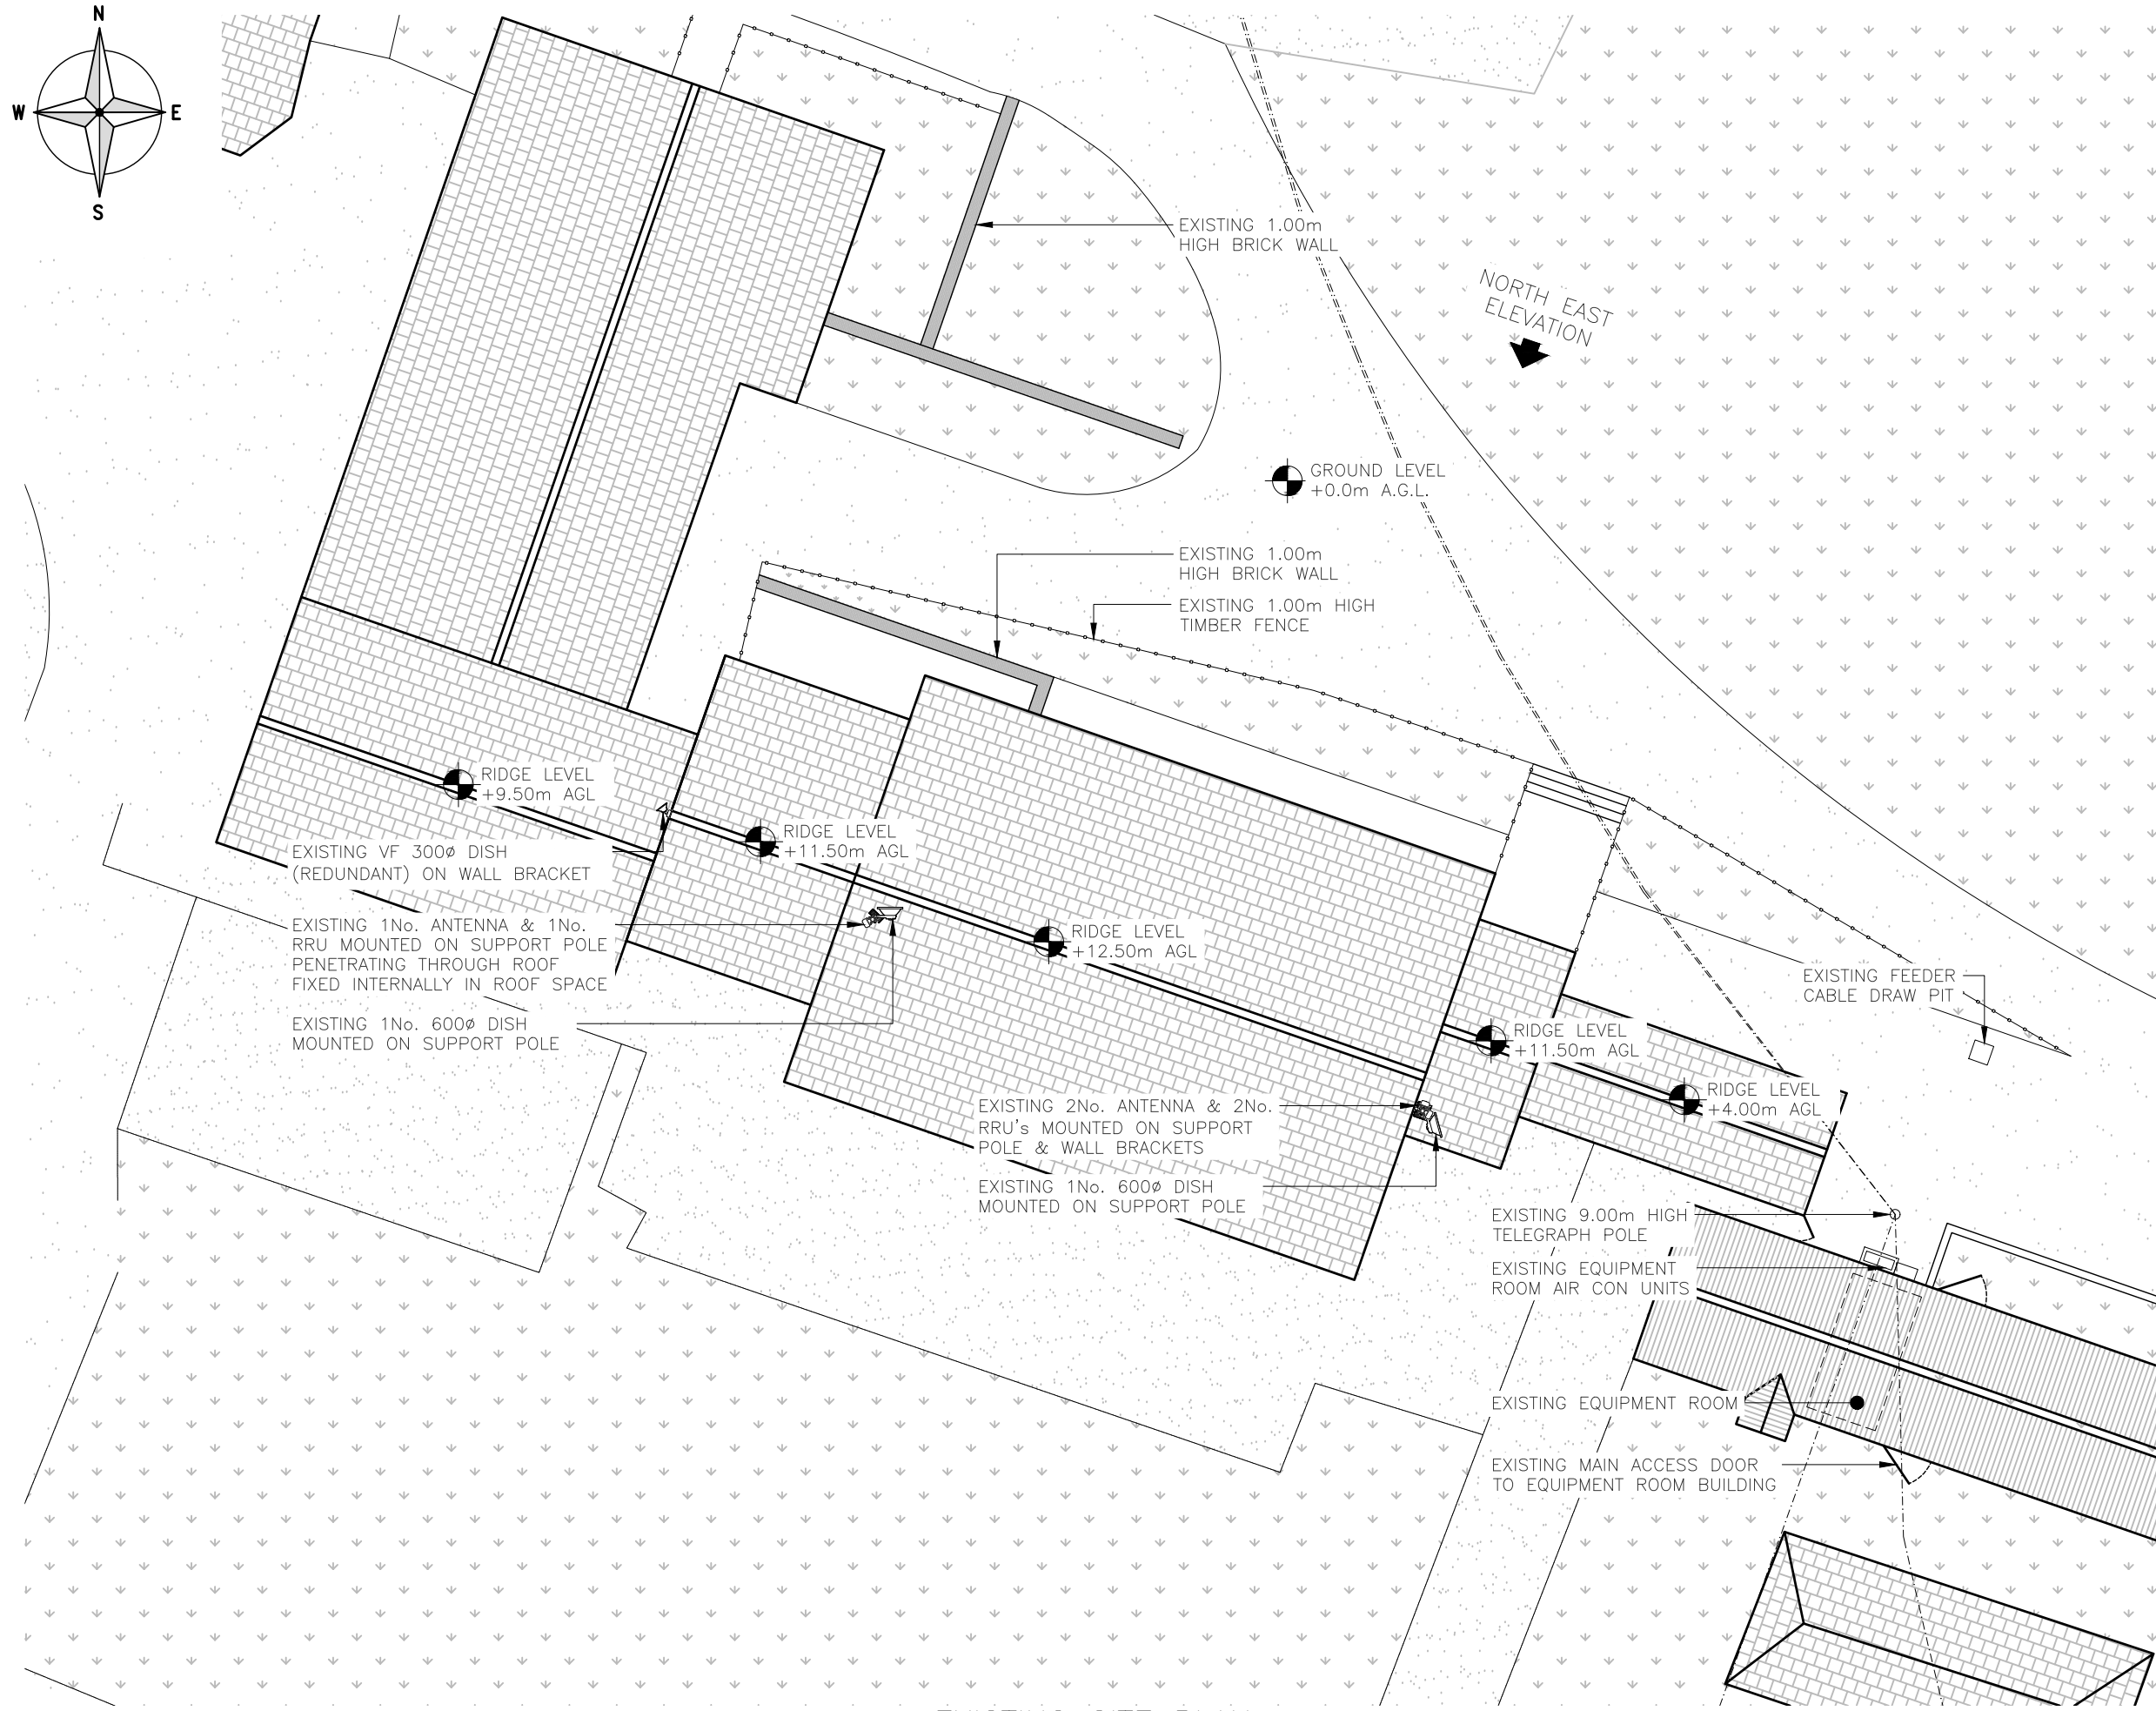 N
W
E
S
EXISTING 1.00m
HIGH BRICK WALL
NORTH EAST
ELEVATION
GROUND LEVEL
+0.0m A.G.L.
EXISTING 1.00m
HIGH BRICK WALL
EXISTING 1.00m HIGH
TIMBER FENCE
RIDGE LEVEL
+9.50m AGL
RIDGE LEVEL
+11.50m AGL
EXISTING VF 300ø DISH
(REDUNDANT) ON WALL BRACKET
EXISTING 1No. ANTENNA & 1No.
RRU MOUNTED ON SUPPORT POLE
PENETRATING THROUGH ROOF
FIXED INTERNALLY IN ROOF SPACE
RIDGE LEVEL
+12.50m AGL
EXISTING 1No. 600ø DISH
MOUNTED ON SUPPORT POLE
EXISTING FEEDER
CABLE DRAW PIT
RIDGE LEVEL
+11.50m AGL
RIDGE LEVEL
+4.00m AGL
EXISTING 2No. ANTENNA & 2No.
RRU's MOUNTED ON SUPPORT
POLE & WALL BRACKETS
EXISTING 1No. 600ø DISH
MOUNTED ON SUPPORT POLE
EXISTING 9.00m HIGH
TELEGRAPH POLE
EXISTING EQUIPMENT
ROOM AIR CON UNITS
EXISTING EQUIPMENT ROOM
EXISTING MAIN ACCESS DOOR
TO EQUIPMENT ROOM BUILDING